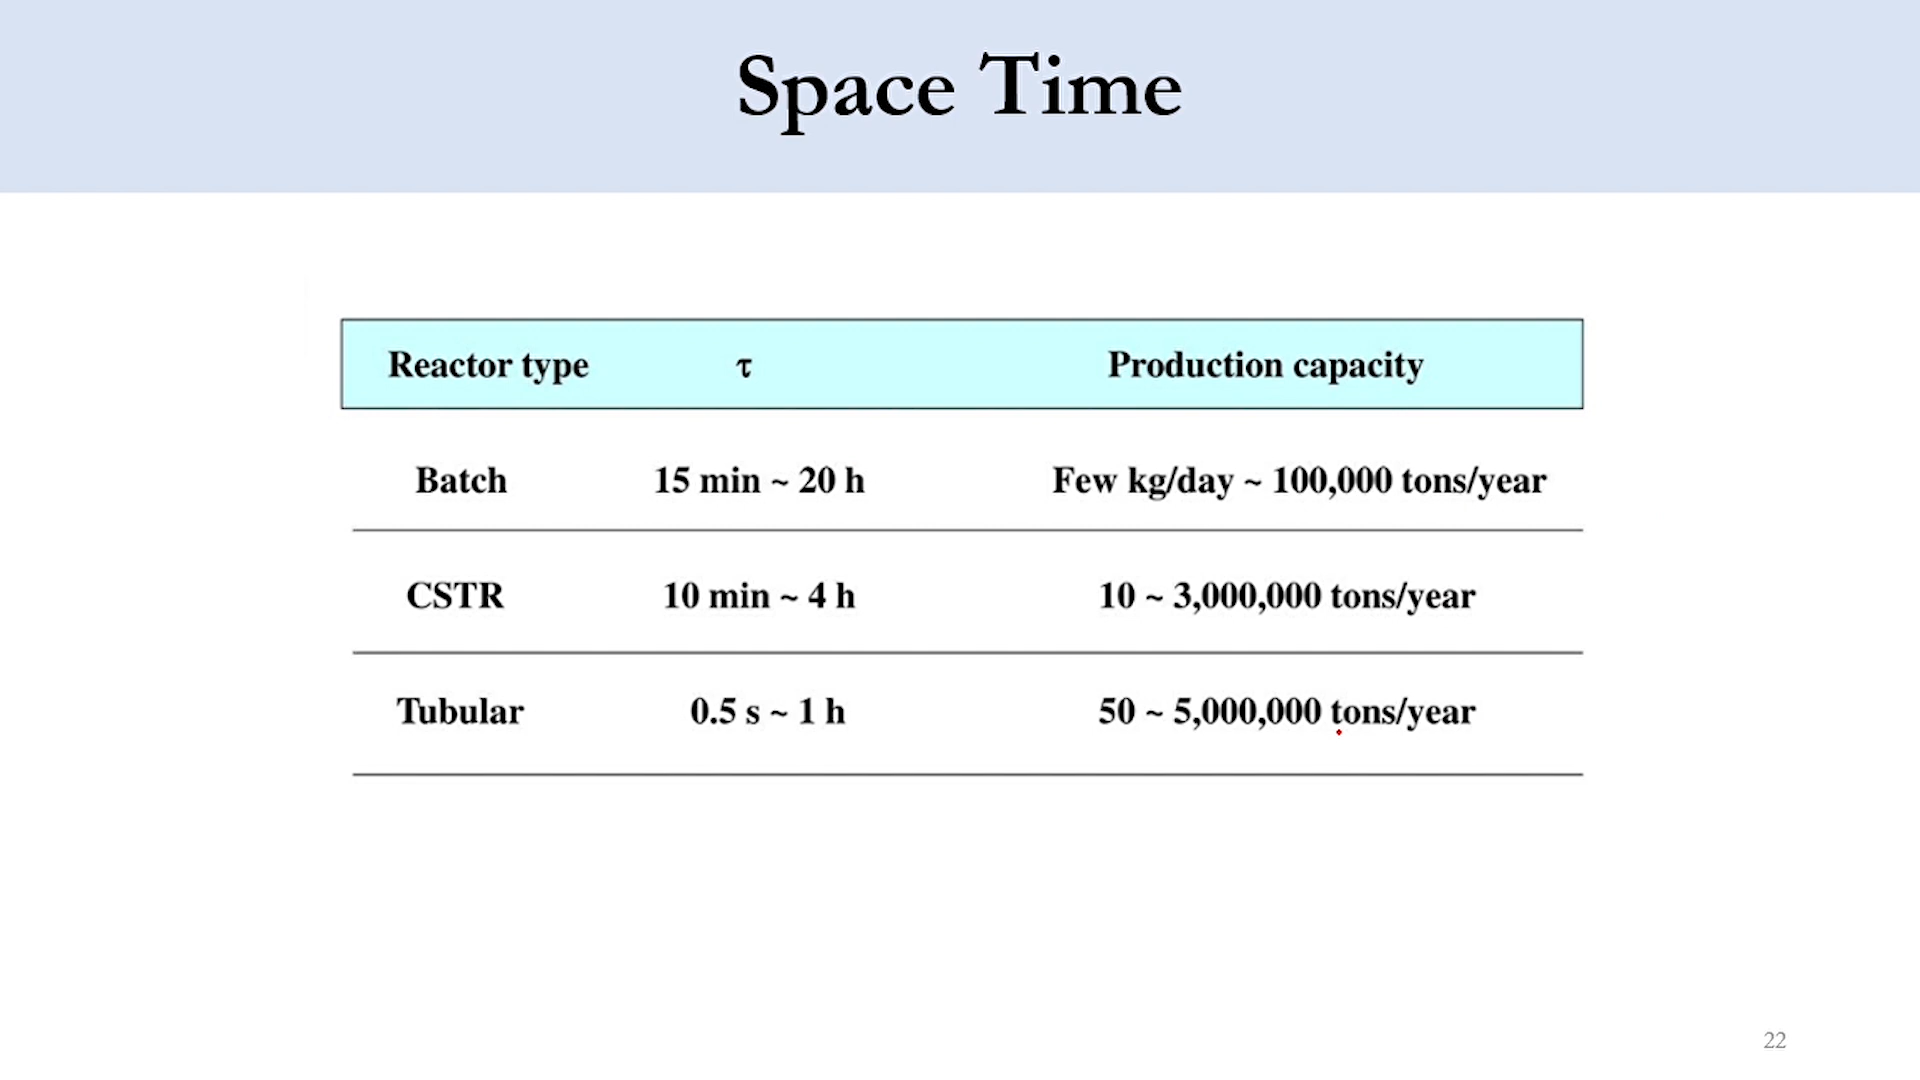 Space Time
Reactor type τ Production capacity
Batch 15 min ~ 20 h Few kg/day ~ 100,000 tons/year
CSTR 10 min ~ 4 h 10 ~ 3,000,000 tons/year
Tubular 0.5 s ~ 1 h 50 ~ 5,000,000 tons/year
22